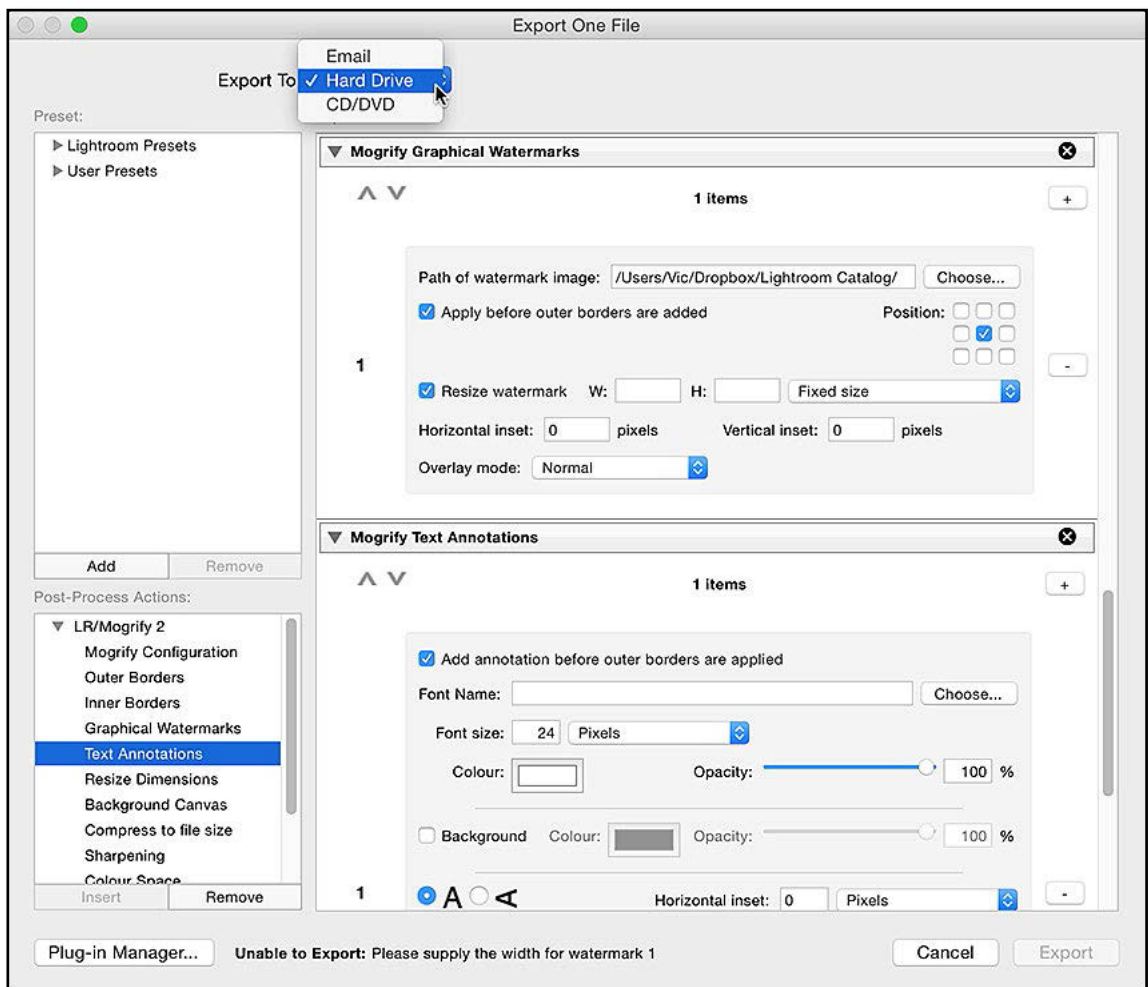 Export One File
Email
Export To ✓ Hard Drive
CD/DVD
Preset:
Lightroom Presets
User Presets
Add Remove
Post-Process Actions:
LR/Mogrify 2
Mogrify Configuration
Outer Borders
Inner Borders
Graphical Watermarks
Text Annotations
Resize Dimensions
Background Canvas
Compress to file size
Sharpening
Colour Space
Insert Remove
Mogrify Graphical Watermarks
1 items +
Path of watermark image: /Users/Vic/Dropbox/Lightroom Catalog/ Choose...
Apply before outer borders are added Position:
1 -
Resize watermark W: H: Fixed size
Horizontal inset: 0 pixels Vertical inset: 0 pixels
Overlay mode: Normal
Mogrify Text Annotations
1 items +
Add annotation before outer borders are applied
Font Name: Choose...
Font size: 24 Pixels
Colour: Opacity: 100 %
Background Colour: Opacity: 100 %
1 A A Horizontal inset: 0 Pixels -
Plug-in Manager... Unable to Export: Please supply the width for watermark 1 Cancel Export